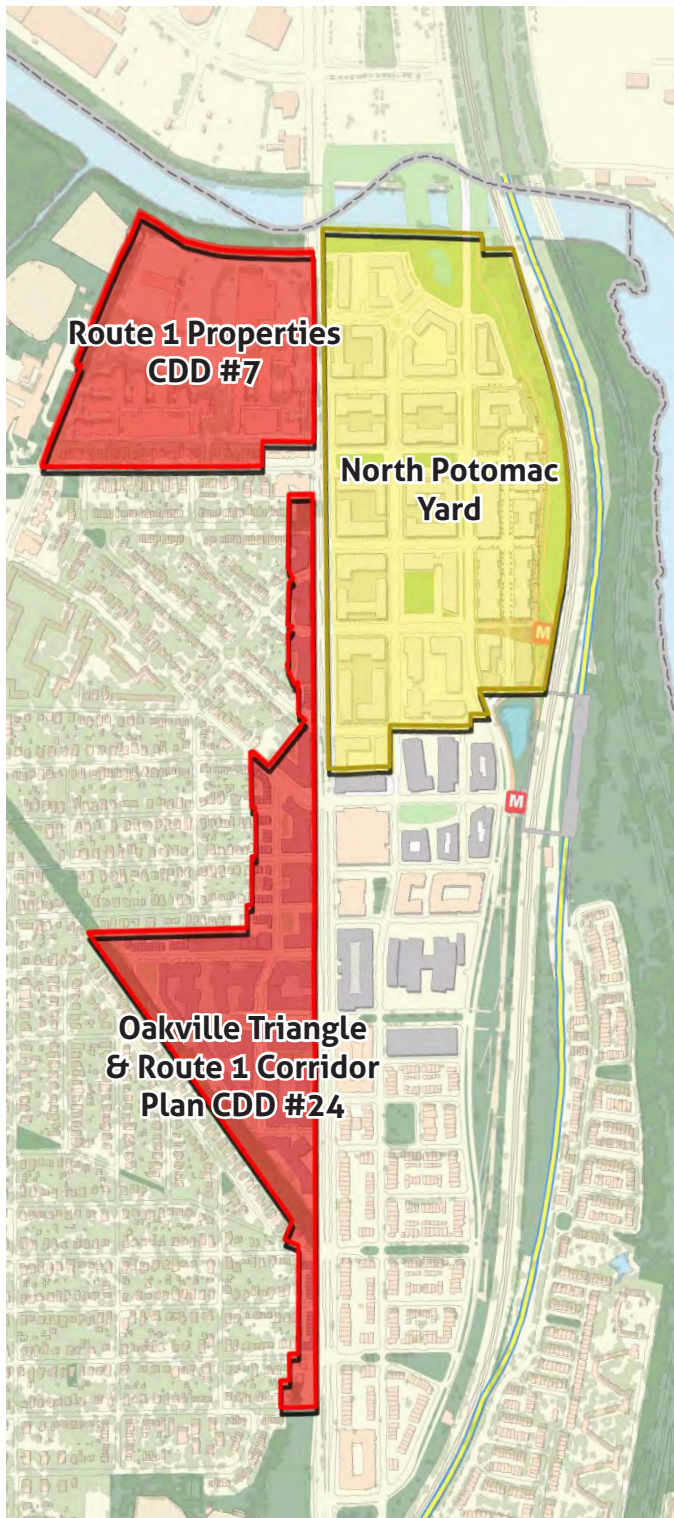 Route 1 Properties
CDD #7
North Potomac
Yard
M
M
Oakville Triangle
& Route 1 Corridor
Plan CDD #24